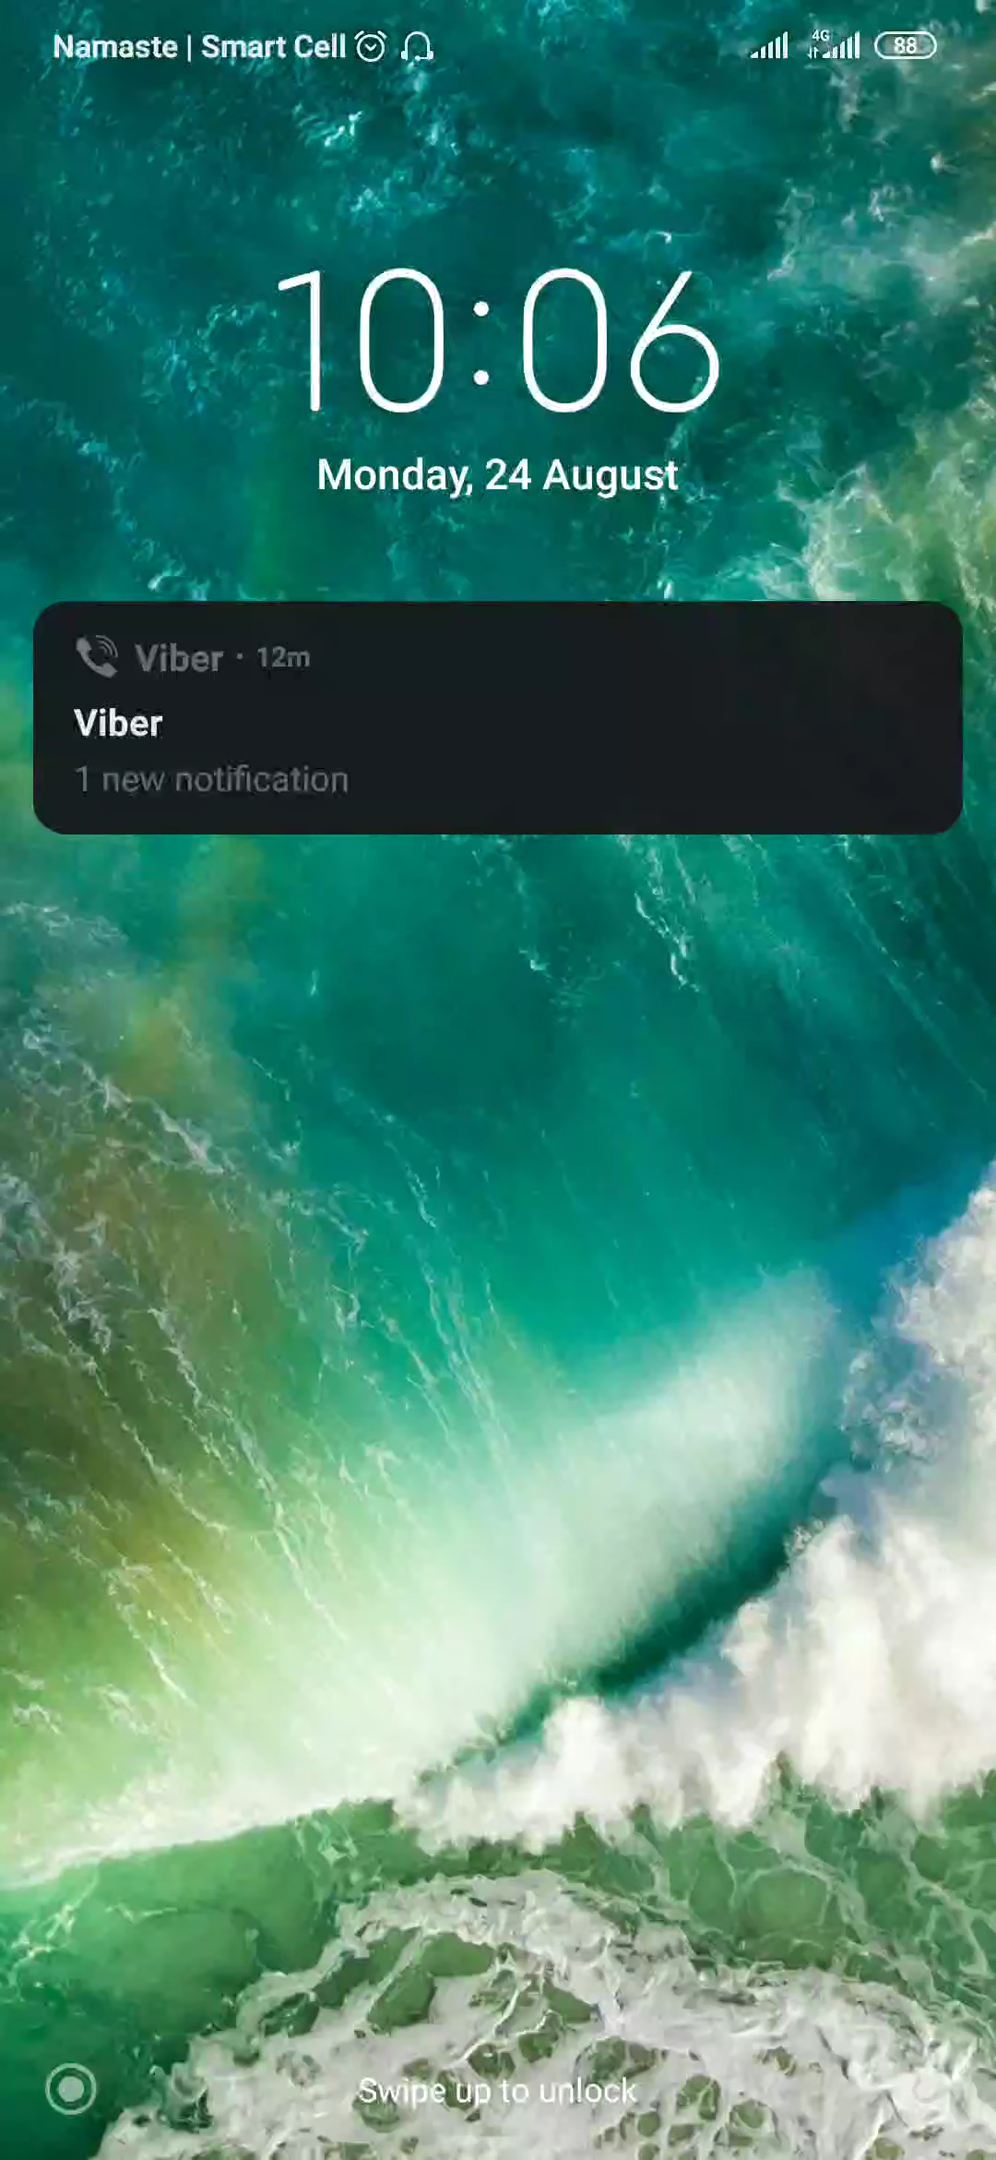 Namaste | Smart Cell
4G
88
10:06
Monday, 24 August
Viber · 12m
Viber
1 new notification
Swipe up to unlock